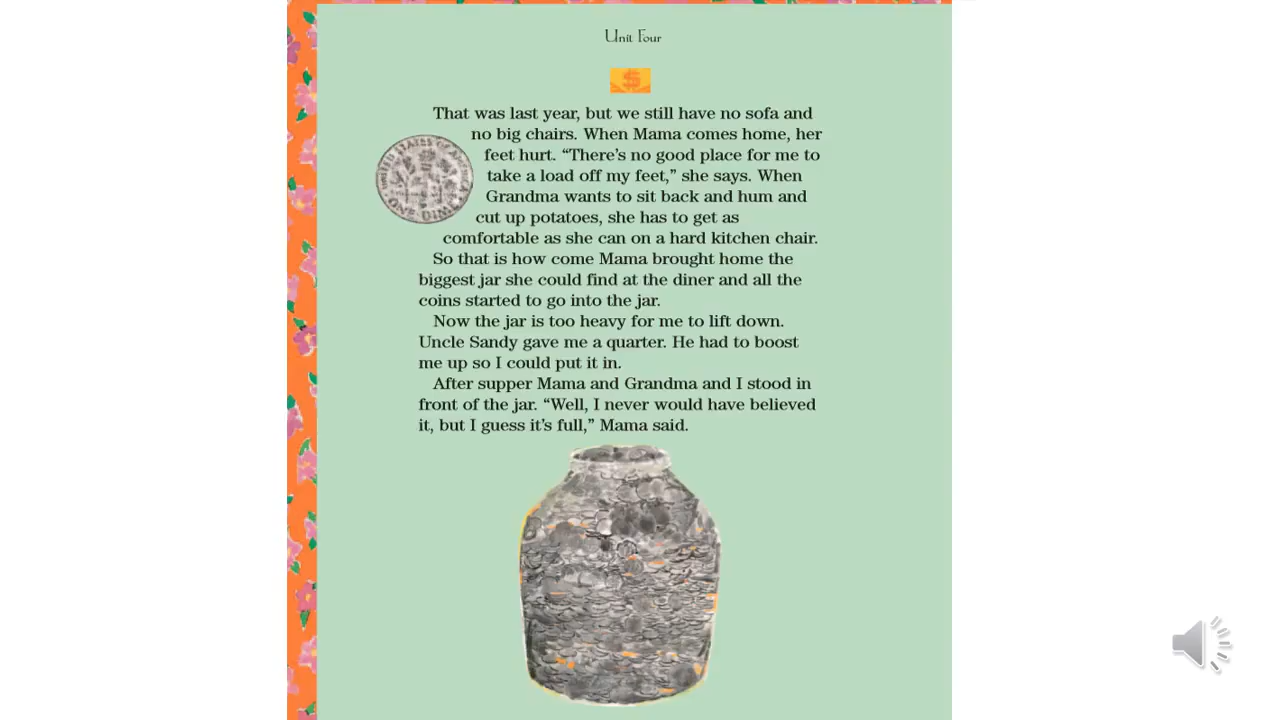 Unit Four
$
That was last year, but we still have no sofa and
no big chairs. When Mama comes home, her
feet hurt. “There’s no good place for me to
take a load off my feet,” she says. When
Grandma wants to sit back and hum and
cut up potatoes, she has to get as
comfortable as she can on a hard kitchen chair.
So that is how come Mama brought home the
biggest jar she could find at the diner and all the
coins started to go into the jar.
Now the jar is too heavy for me to lift down.
Uncle Sandy gave me a quarter. He had to boost
me up so I could put it in.
After supper Mama and Grandma and I stood in
front of the jar. “Well, I never would have believed
it, but I guess it’s full,” Mama said.
UNITED STATES OF AMERICA
ONE DIME